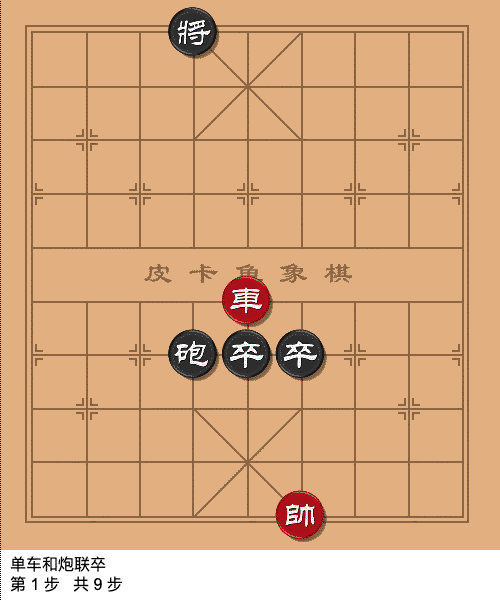 將
皮卡鱼象棋
車
砲 卒 卒
帥
单车和炮联卒
第 1 步 共 9 步